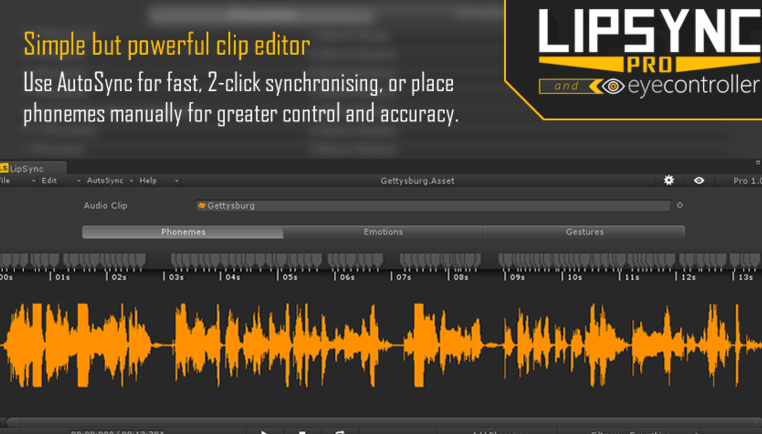 Simple but powerful clip editor
Use AutoSync for fast, 2-click synchronising, or place
phonemes manually for greater control and accuracy.
LIPSYNC
PRO
and eyecontroller
LipSync
Edit AutoSync Help Gettysburg.Asset Pro 1.0
Audio Clip Gettysburg
Phonemes Emotions Gestures
00s 01s 02s 03s 04s 05s 06s 07s 08s 09s 10s 11s 12s 13s